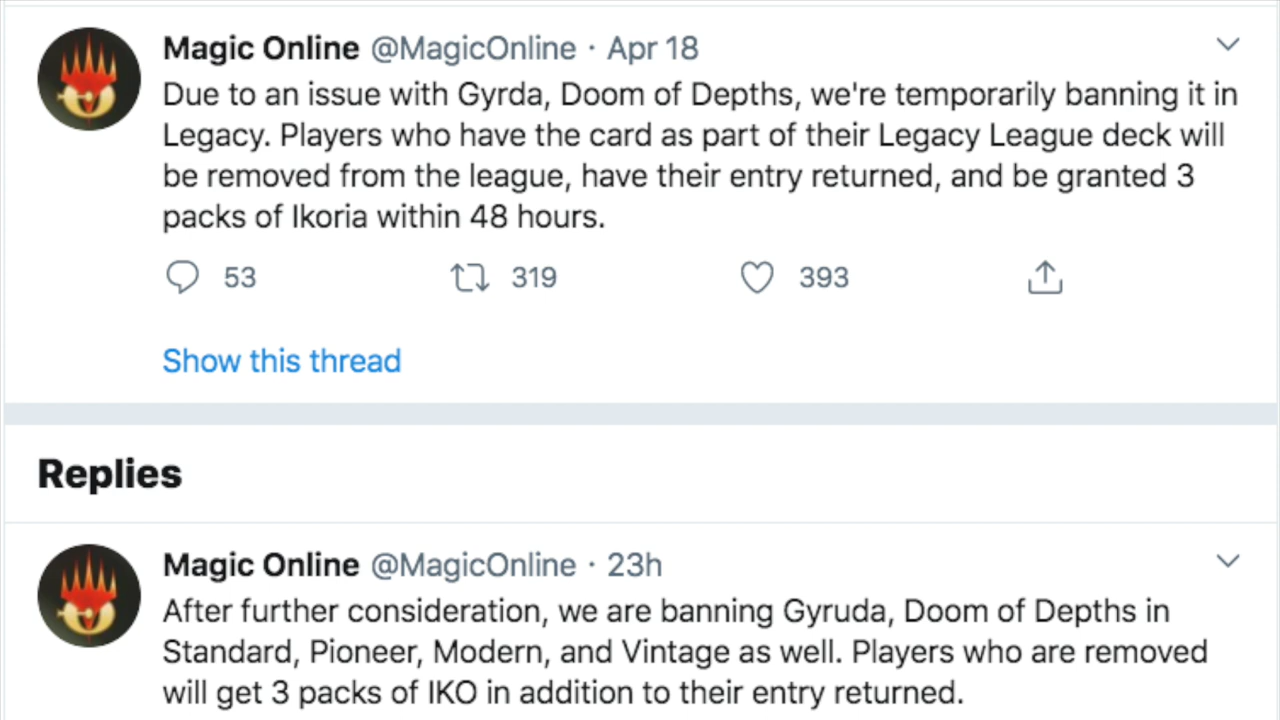 Magic Online @MagicOnline · Apr 18
Due to an issue with Gyrda, Doom of Depths, we're temporarily banning it in
Legacy. Players who have the card as part of their Legacy League deck will
be removed from the league, have their entry returned, and be granted 3
packs of Ikoria within 48 hours.
53 319 393
Show this thread
Replies
Magic Online @MagicOnline · 23h
After further consideration, we are banning Gyruda, Doom of Depths in
Standard, Pioneer, Modern, and Vintage as well. Players who are removed
will get 3 packs of IKO in addition to their entry returned.